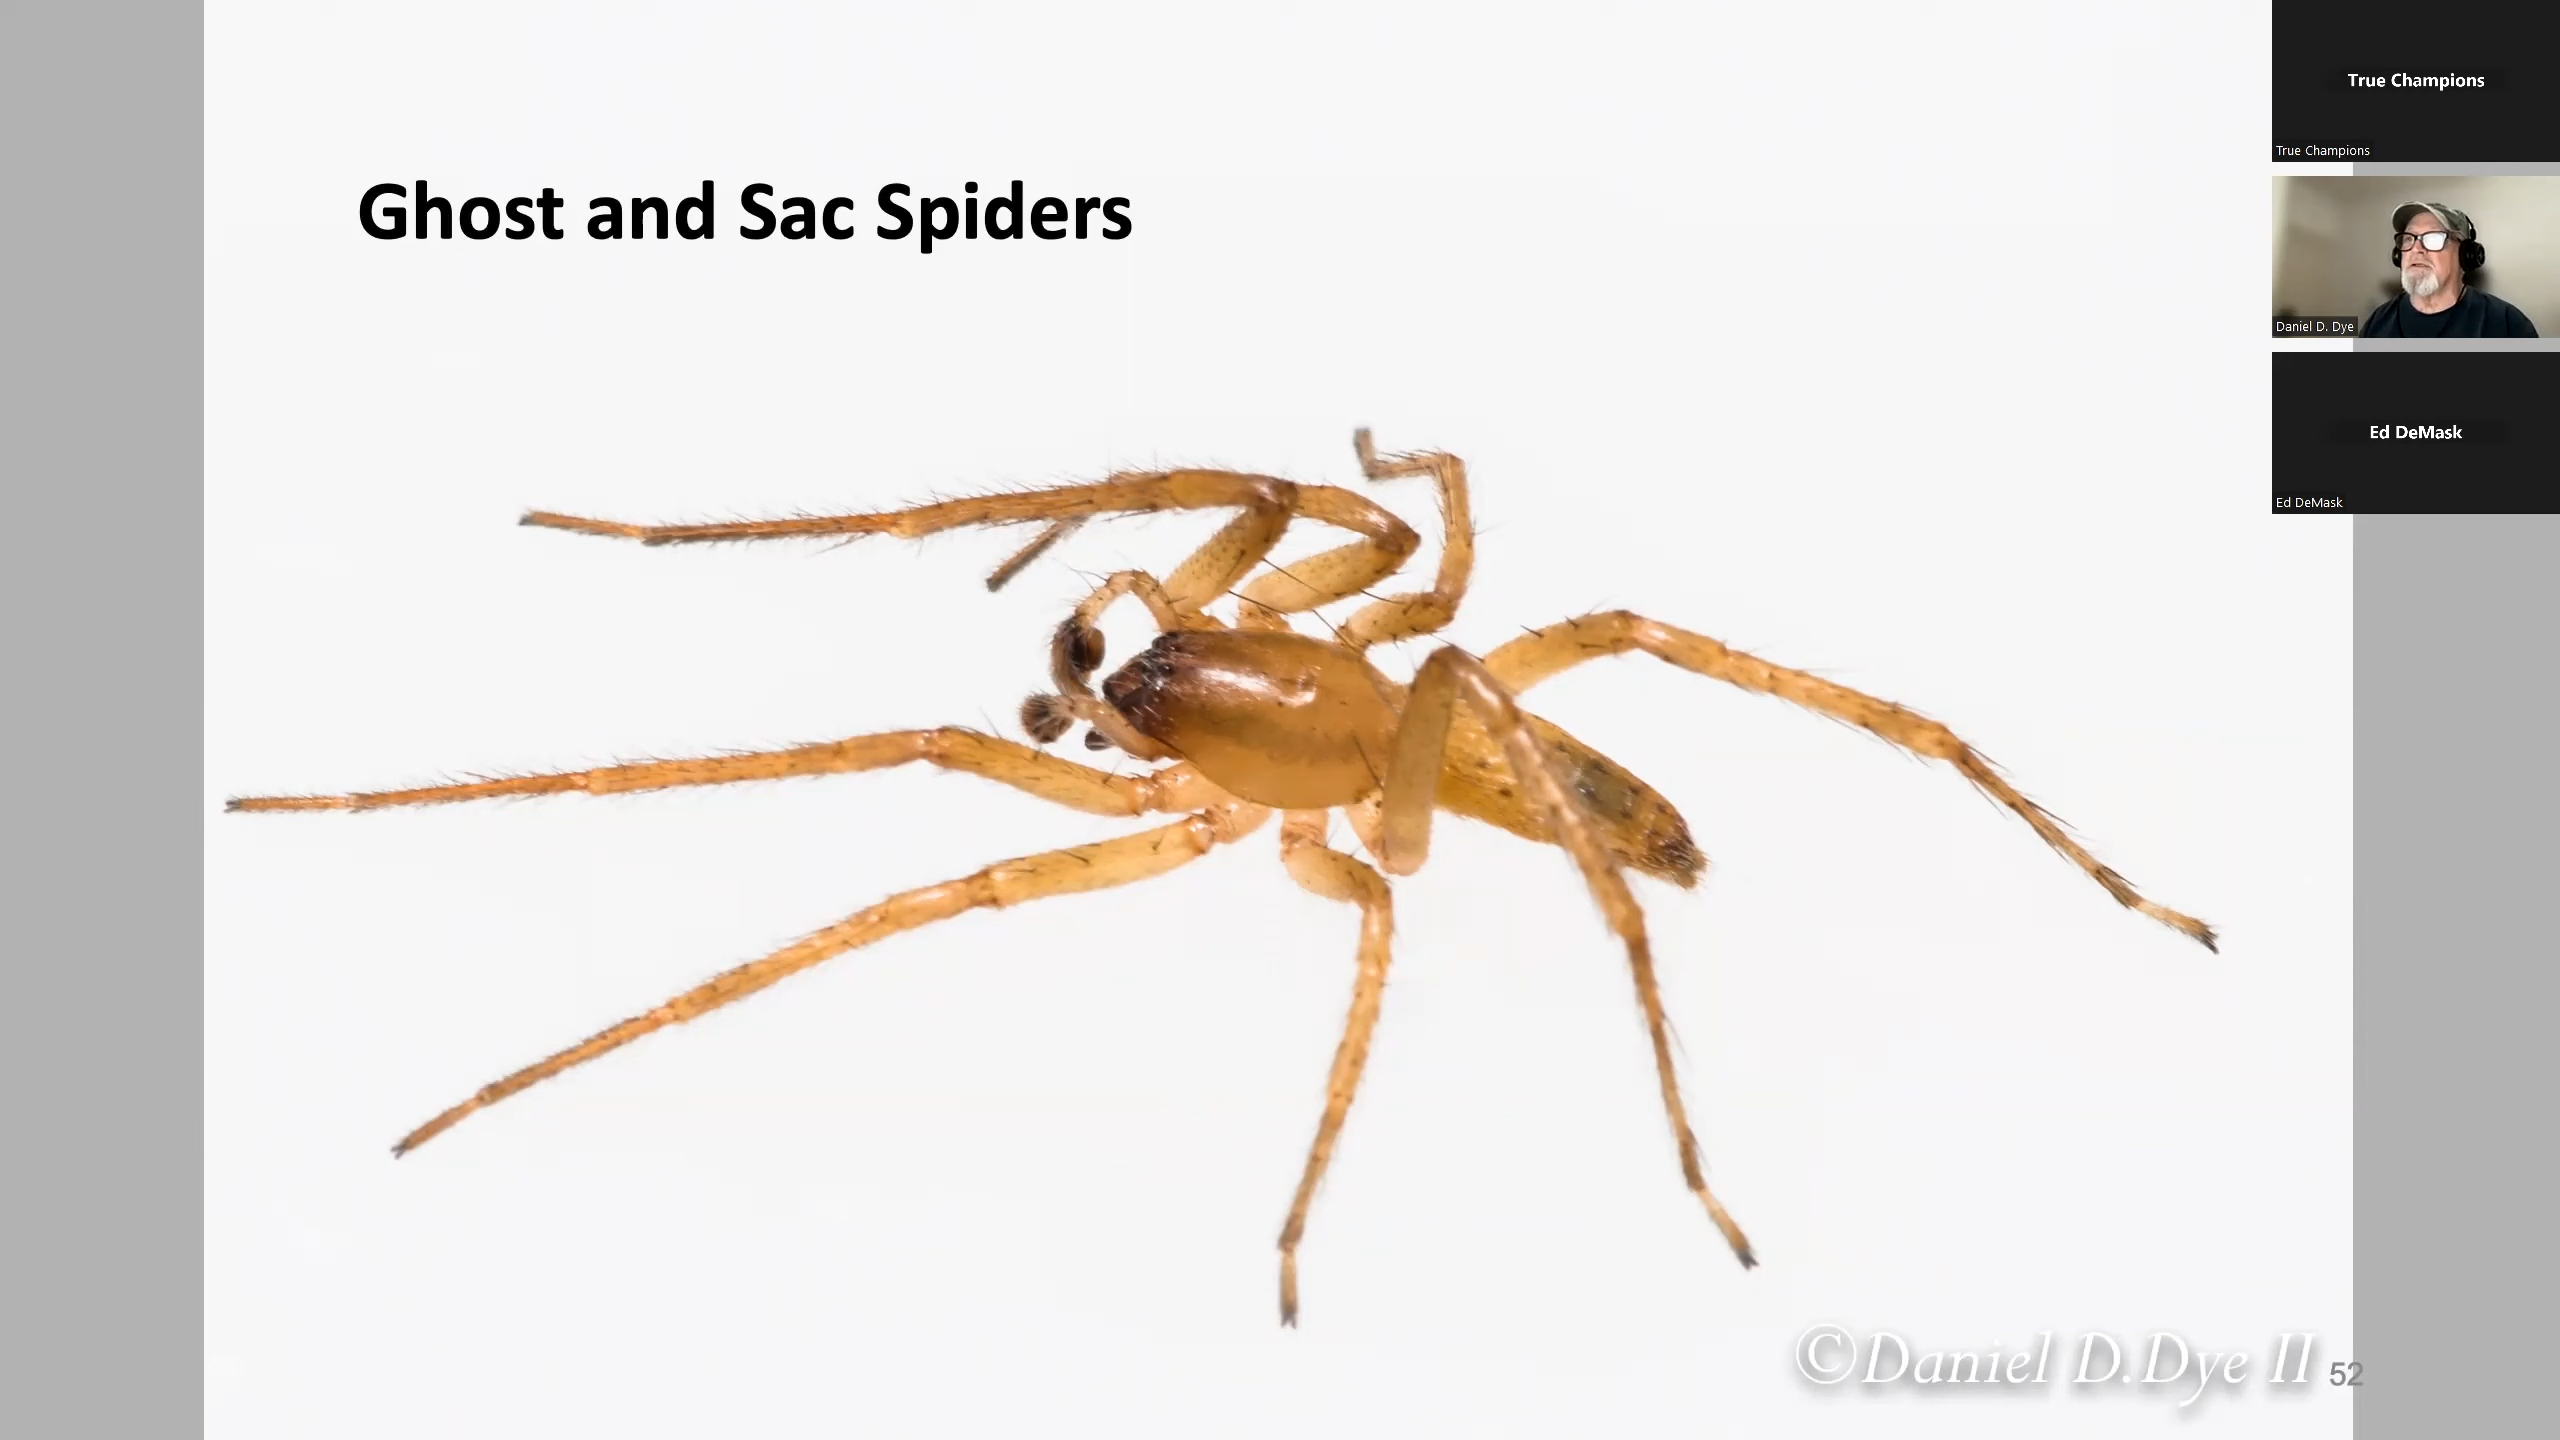 Ghost and Sac Spiders
True Champions
True Champions
Daniel D. Dye
Ed DeMask
Ed DeMask
©Daniel D.Dye II
52